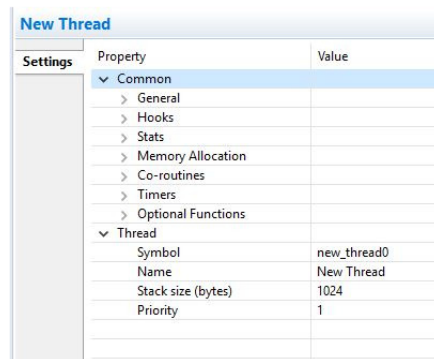 New Thread
Settings
Property Value
Common
General
Hooks
Stats
Memory Allocation
Co-routines
Timers
Optional Functions
Thread
Symbol new_thread0
Name New Thread
Stack size (bytes) 1024
Priority 1